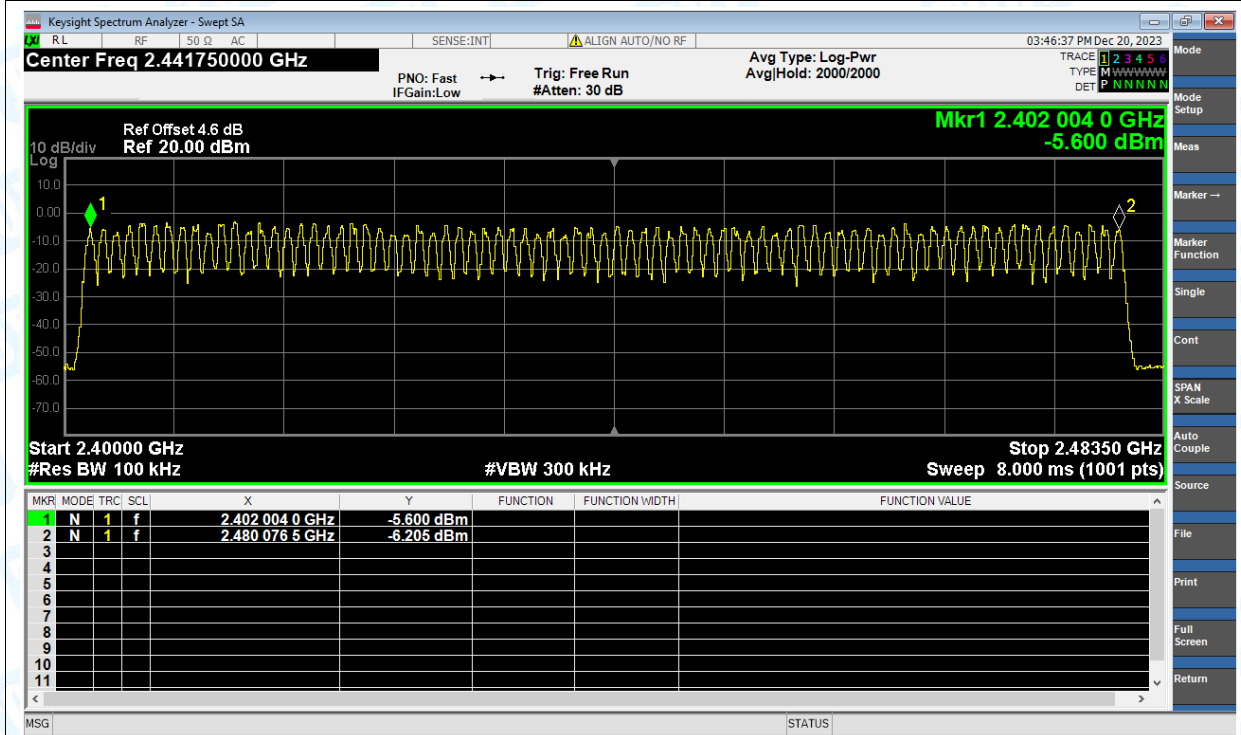 Keysight Spectrum Analyzer - Swept SA
LXI RL RF 50 Ω AC SENSE:INT ALIGN AUTO/NO RF 03:46:37 PM Dec 20, 2023
Center Freq 2.441750000 GHz
PNO: Fast
IFGain:Low
Trig: Free Run
#Atten: 30 dB
Avg Type: Log-Pwr
Avg|Hold: 2000/2000
TRACE 1 2 3 4 5 6
TYPE M W W W W W
DET P N N N N N
Ref Offset 4.6 dB
10 dB/div Ref 20.00 dBm
Log
Mkr1 2.402 004 0 GHz
-5.600 dBm
10.0
0.00
-10.0
-20.0
-30.0
-40.0
-50.0
-60.0
-70.0
1
2
Start 2.40000 GHz Stop 2.48350 GHz
#Res BW 100 kHz #VBW 300 kHz Sweep 8.000 ms (1001 pts)
MKR MODE TRC SCL X Y FUNCTION FUNCTION WIDTH FUNCTION VALUE
1 N 1 f 2.402 004 0 GHz -5.600 dBm
2 N 1 f 2.480 076 5 GHz -6.205 dBm
3
4
5
6
7
8
9
10
11
MSG STATUS
Mode
Mode
Setup
Meas
Marker →
Marker
Function
Single
Cont
SPAN
X Scale
Auto
Couple
Source
File
Print
Full
Screen
Return